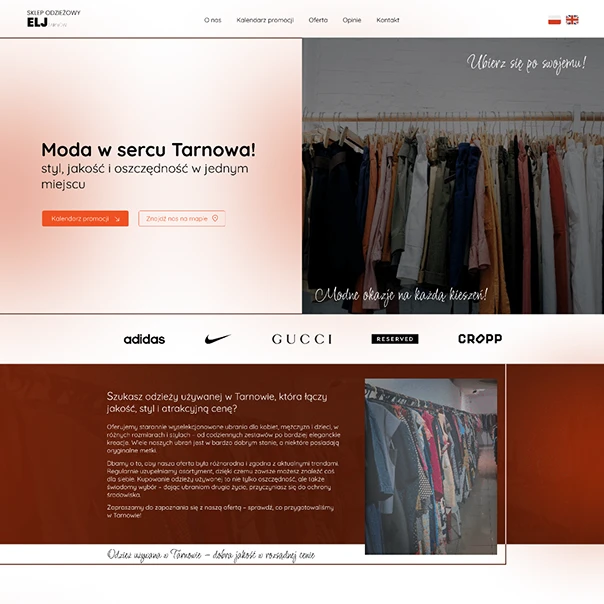 SKLEP ODZIEŻOWY
ELJ
O nas Kalendarz promocji Oferta Opinie Kontakt
Ubierz się po swojemu!
Moda w sercu Tarnowa!
styl, jakość i oszczędność w jednym
miejscu
Kalendarz promocji Znajdź nas na mapie
Modne okazje na każdą kieszeń!
adidas GUCCI RESERVED CROPP
Szukasz odzieży używanej w Tarnowie, która łączy
jakość, styl i atrakcyjną cenę?
Oferujemy starannie wyselekcjonowane ubrania dla kobiet, mężczyzn i dzieci, w
różnych rozmiarach i stylach – od codziennych zestawów po bardziej eleganckie
kreacje. Wiele naszych ubrań jest w bardzo dobrym stanie, a niektóre posiadają
oryginalne metki.
Dbamy o to, aby nasza oferta była różnorodna i zgodna z aktualnymi trendami.
Regularnie uzupełniamy asortyment, dzięki czemu zawsze możesz znaleźć coś
dla siebie. Kupowanie odzieży używanej to nie tylko oszczędność, ale także
świadomy wybór – dając ubraniom drugie życie, przyczyniasz się do ochrony
środowiska.
Zapraszamy do zapoznania się z naszą ofertą – sprawdź, co przygotowaliśmy
w Tarnowie!
Odzież używana w Tarnowie – dobra jakość w rozsądnej cenie